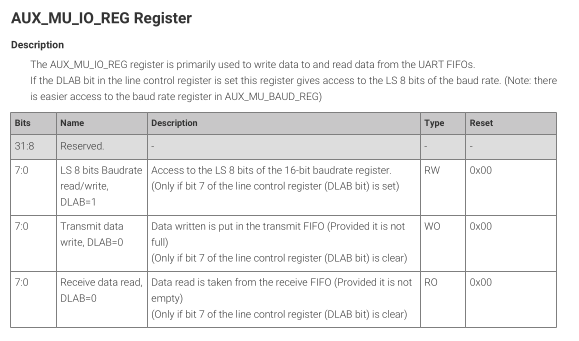 AUX_MU_IO_REG Register
Description
The AUX_MU_IO_REG register is primarily used to write data to and read data from the UART FIFOs.
If the DLAB bit in the line control register is set this register gives access to the LS 8 bits of the baud rate. (Note: there
is easier access to the baud rate register in AUX_MU_BAUD_REG)
Bits Name Description Type Reset
31:8 Reserved. - - -
7:0 LS 8 bits Baudrate Access to the LS 8 bits of the 16-bit baudrate register. RW 0x00
read/write, (Only if bit 7 of the line control register (DLAB bit) is set)
DLAB=1
7:0 Transmit data Data written is put in the transmit FIFO (Provided it is not WO 0x00
write, DLAB=0 full)
(Only if bit 7 of the line control register (DLAB bit) is clear)
7:0 Receive data read, Data read is taken from the receive FIFO (Provided it is not RO 0x00
DLAB=0 empty)
(Only if bit 7 of the line control register (DLAB bit) is clear)